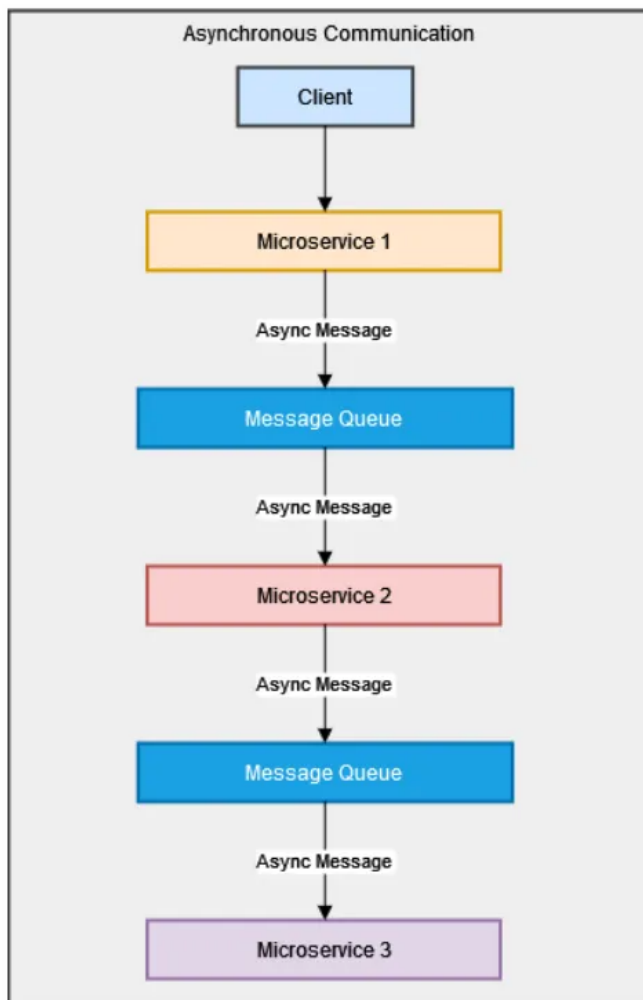 Asynchronous Communication
Client
Microservice 1
Async Message
Message Queue
Async Message
Microservice 2
Async Message
Message Queue
Async Message
Microservice 3